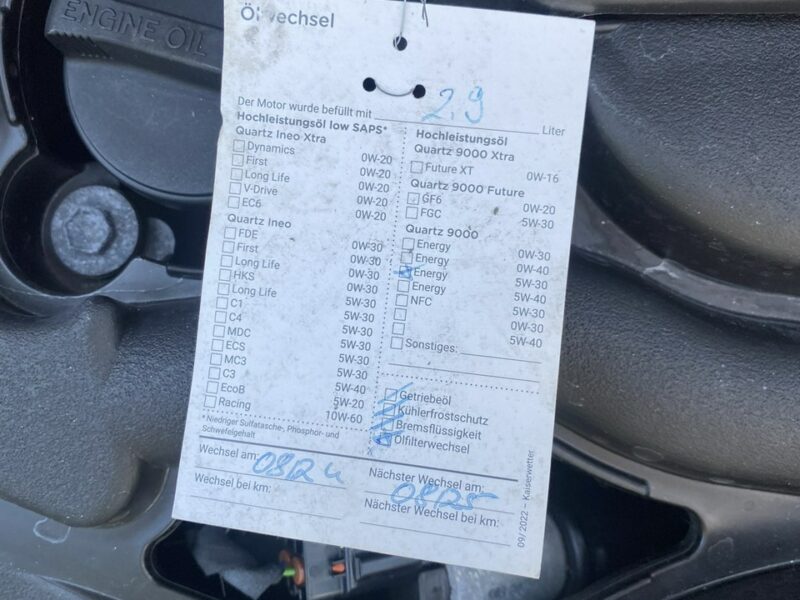 ENGINE OIL
Ölwechsel
Der Motor wurde befüllt mit 2,9 Liter
Hochleistungsöl low SAPS*
Quartz Ineo Xtra
Dynamics 0W-20
First 0W-20
Long Life 0W-20
V-Drive 0W-20
EC6 0W-20
Quartz Ineo
FDE 0W-30
First 0W-30
Long Life 0W-30
HKS 0W-30
Long Life 5W-30
C1 5W-30
C4 5W-30
MDC 5W-30
ECS 5W-30
MC3 5W-30
C3 5W-40
EcoB 5W-20
Racing 10W-60
* Niedriger Sulfatasche-, Phosphor- und
Schwefelgehalt
Hochleistungsöl
Quartz 9000 Xtra
Future XT 0W-16
Quartz 9000 Future
GF6 0W-20
FGC 5W-30
Quartz 9000
Energy 0W-30
Energy 0W-40
Energy 5W-30
Energy 5W-40
NFC 5W-30
0W-30
5W-40
Sonstiges:
Getriebeöl
Kühlerfrostschutz
Bremsflüssigkeit
Ölfilterwechsel
Wechsel am: 08.24
Nächster Wechsel am: 08.25
Wechsel bei km:
Nächster Wechsel bei km:
09/2022 – Kaiserwetter